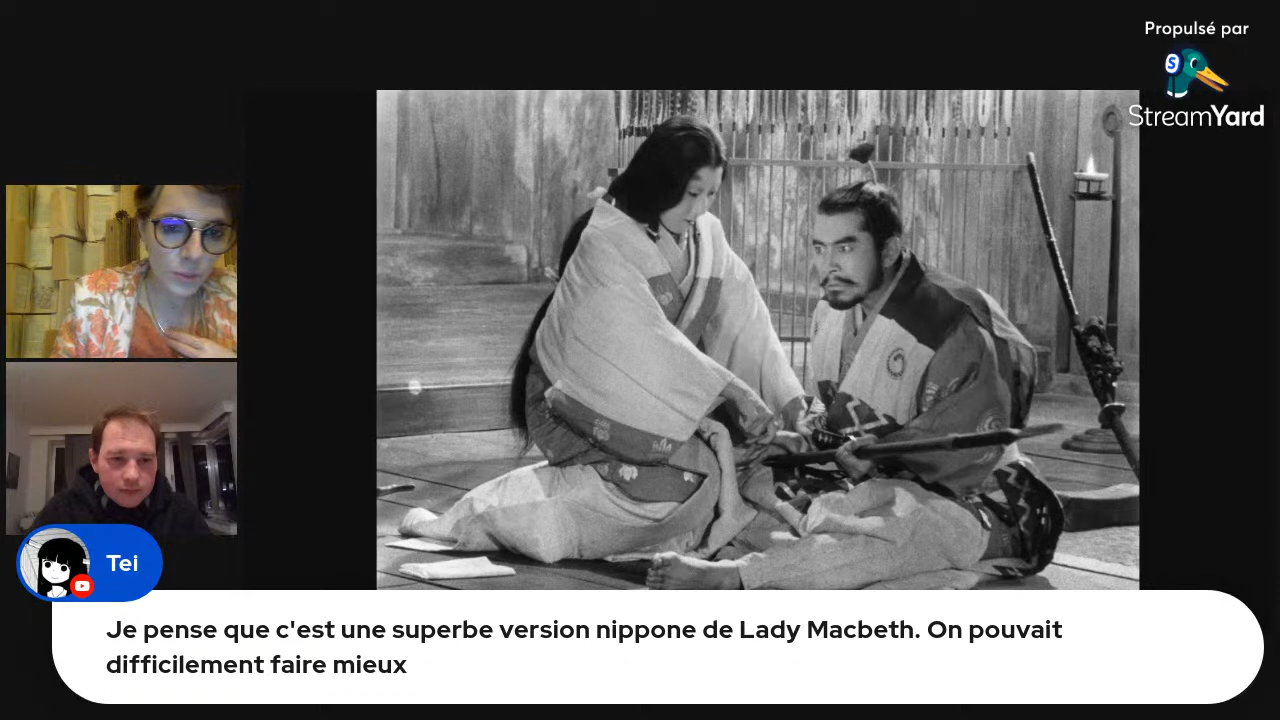 Propulsé par
StreamYard
Tei
Je pense que c'est une superbe version nippone de Lady Macbeth. On pouvait
difficilement faire mieux